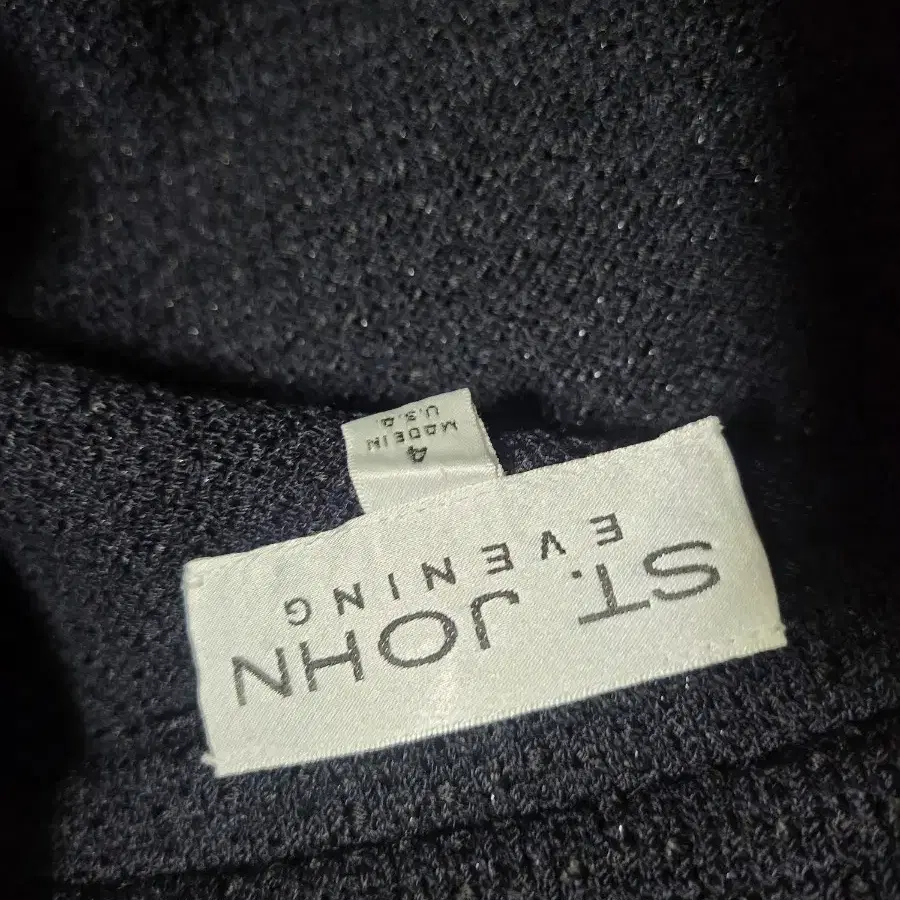 ST. JOHN
EVENING
4
MADE IN
U.S.A.